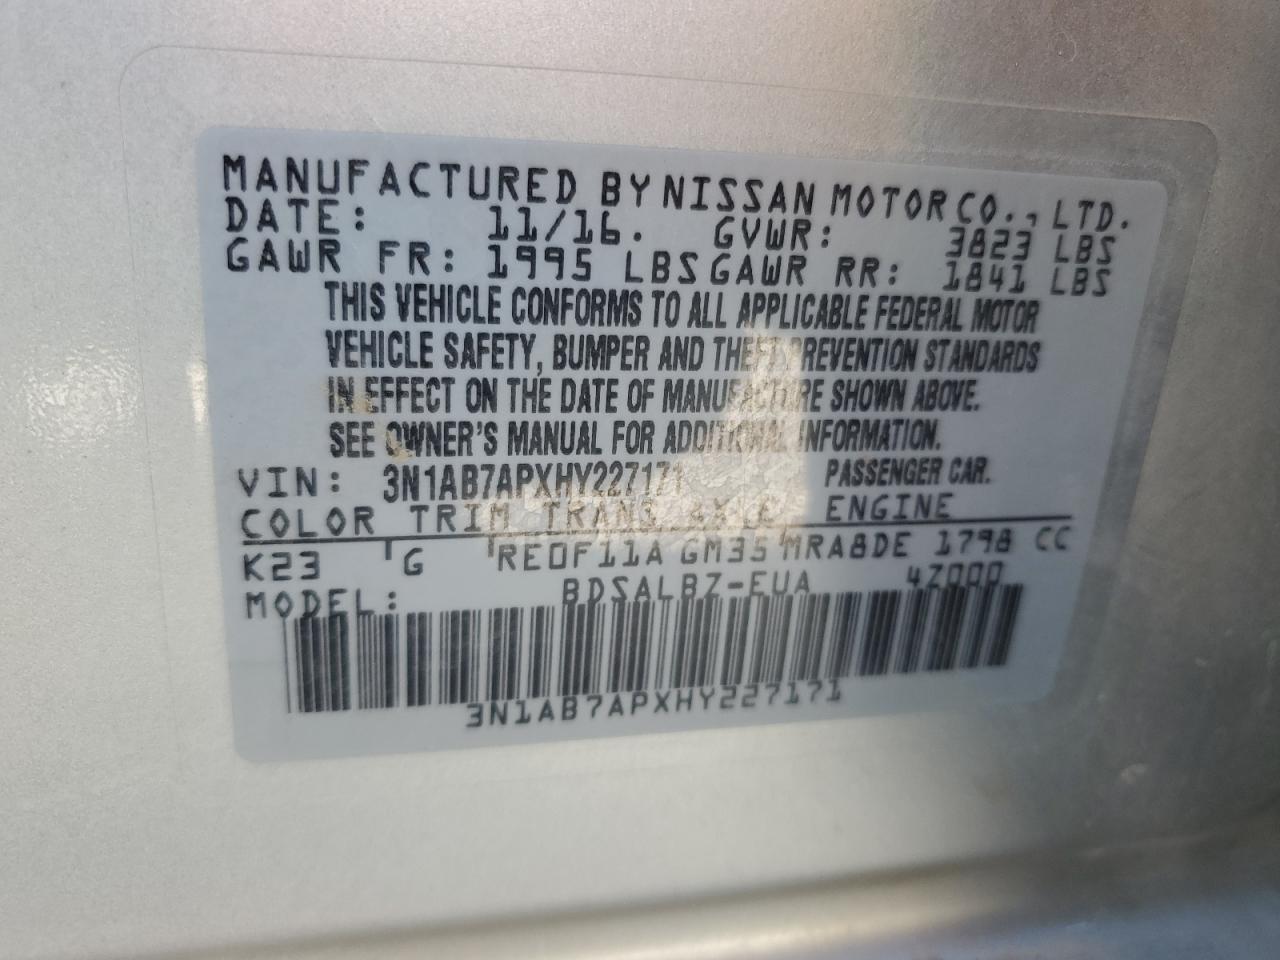 MANUFACTURED BY NISSAN MOTOR CO., LTD.
DATE: 11/16. GVWR: 3823 LBS
GAWR FR: 1995 LBS GAWR RR: 1841 LBS
THIS VEHICLE CONFORMS TO ALL APPLICABLE FEDERAL MOTOR
VEHICLE SAFETY, BUMPER AND THEFT PREVENTION STANDARDS
IN EFFECT ON THE DATE OF MANUFACTURE SHOWN ABOVE.
SEE OWNER'S MANUAL FOR ADDITIONAL INFORMATION.
VIN: 3N1AB7APXHY227171 PASSENGER CAR.
COLOR TRIM TRANS AXLE ENGINE
K23 G RE0F11A GM35 MRA8DE 1798 CC
MODEL: BDSALBZ-EUA 4Z000
3N1AB7APXHY227171